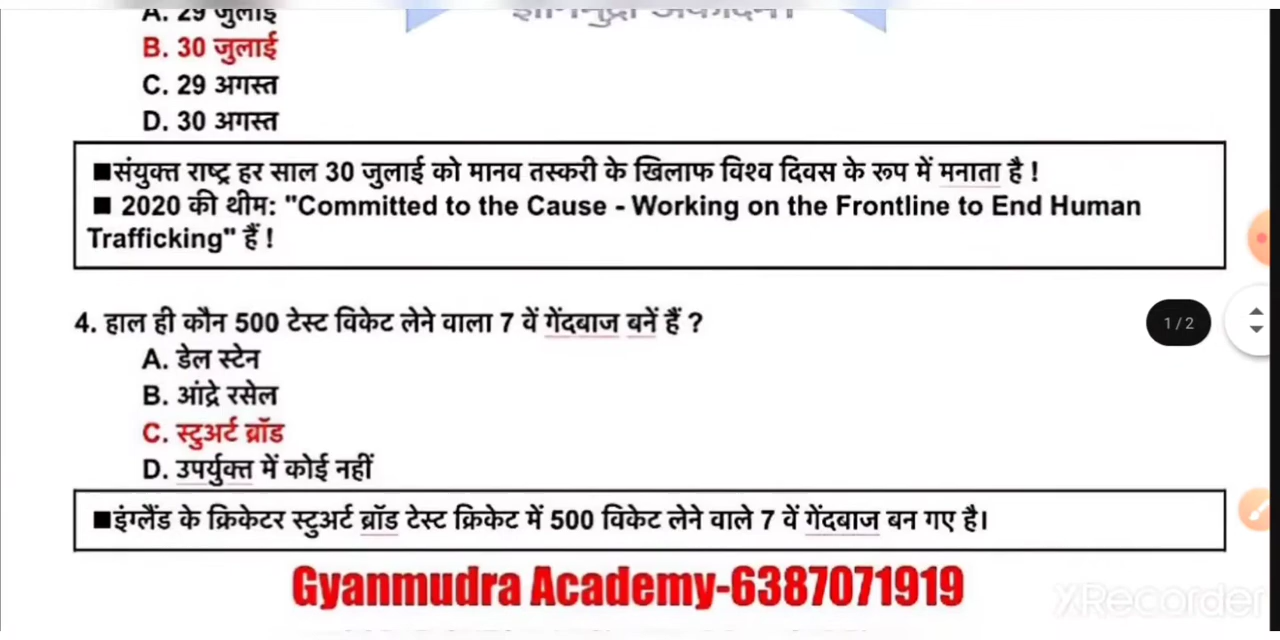 A. 29 जुलाई
B. 30 जुलाई
C. 29 अगस्त
D. 30 अगस्त
■संयुक्त राष्ट्र हर साल 30 जुलाई को मानव तस्करी के खिलाफ विश्व दिवस के रूप में मनाता है !
■ 2020 की थीम: "Committed to the Cause - Working on the Frontline to End Human
Trafficking" हैं !
4. हाल ही कौन 500 टेस्ट विकेट लेने वाला 7 वें गेंदबाज बनें हैं ?
1 / 2
A. डेल स्टेन
B. आंद्रे रसेल
C. स्टुअर्ट ब्रॉड
D. उपर्युक्त में कोई नहीं
■इंग्लैंड के क्रिकेटर स्टुअर्ट ब्रॉड टेस्ट क्रिकेट में 500 विकेट लेने वाले 7 वें गेंदबाज बन गए है।
Gyanmudra Academy-6387071919
XRecorder